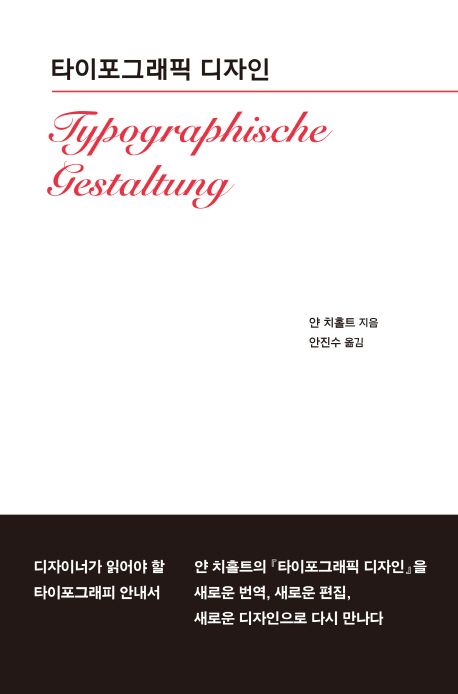 타이포그래픽 디자인
Typographische
Gestaltung
얀 치홀트 지음
안진수 옮김
디자이너가 읽어야 할
타이포그래피 안내서
얀 치홀트의 『타이포그래픽 디자인』을
새로운 번역, 새로운 편집,
새로운 디자인으로 다시 만나다